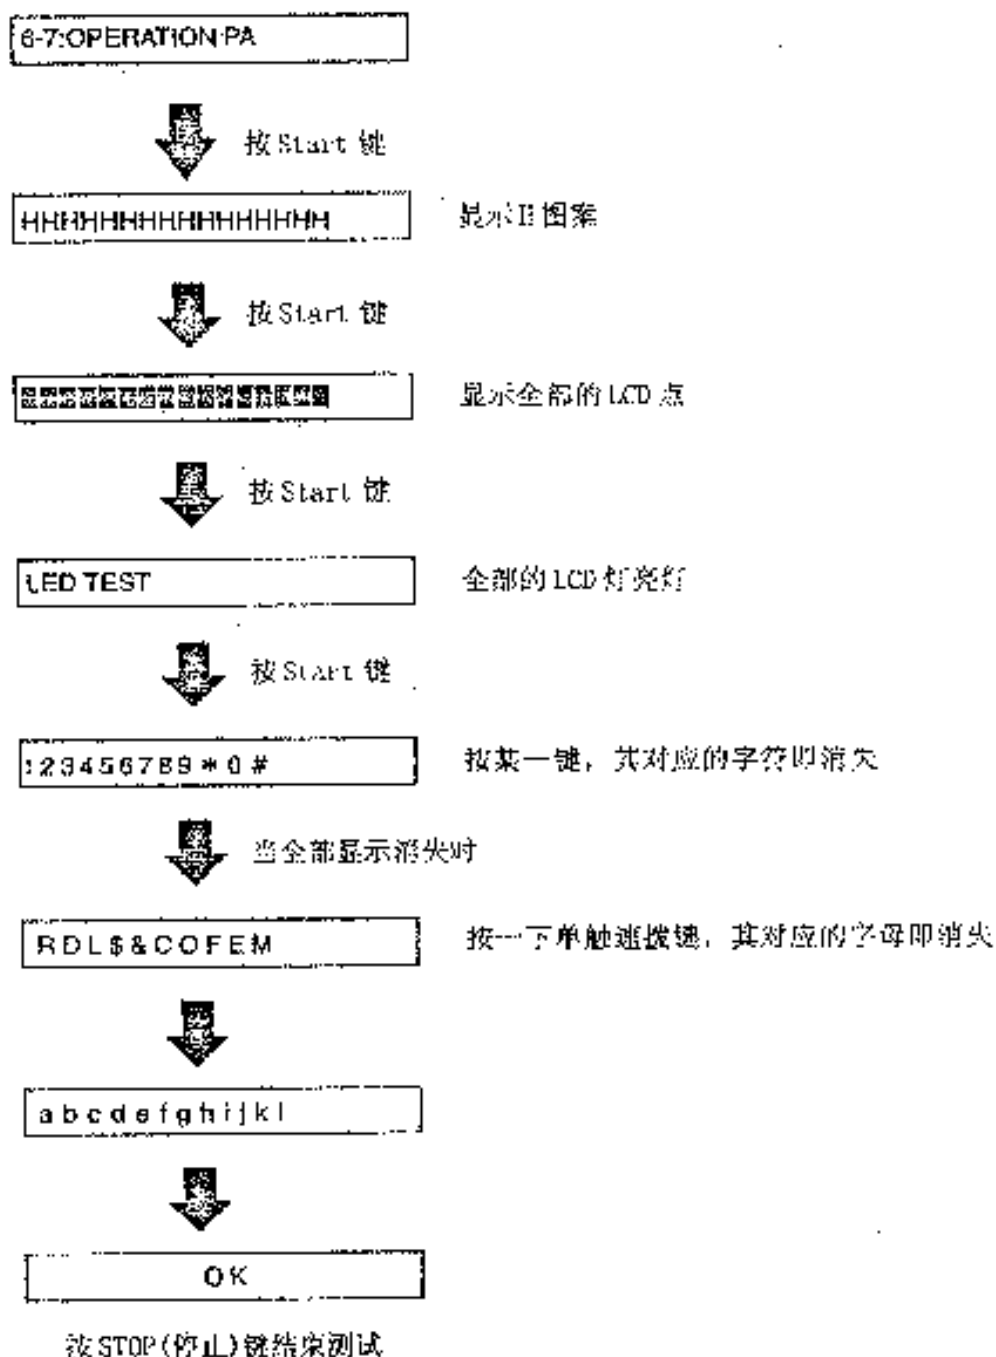 6-7:OPERATION PA
按 Start 键
HHHHHHHHHHHHHHHH
显示H图案
按 Start 键
显示全部的 LCD 点
按 Start 键
LED TEST
全部的 LCD 灯亮灯
按 Start 键
123456789*0#
按某一键，其对应的字符即消失
当全部显示消失时
RDL$&COFEM
按一下单触速拨键，其对应的字母即消失
abcdefghijkl
OK
按 STOP(停止)键结束测试